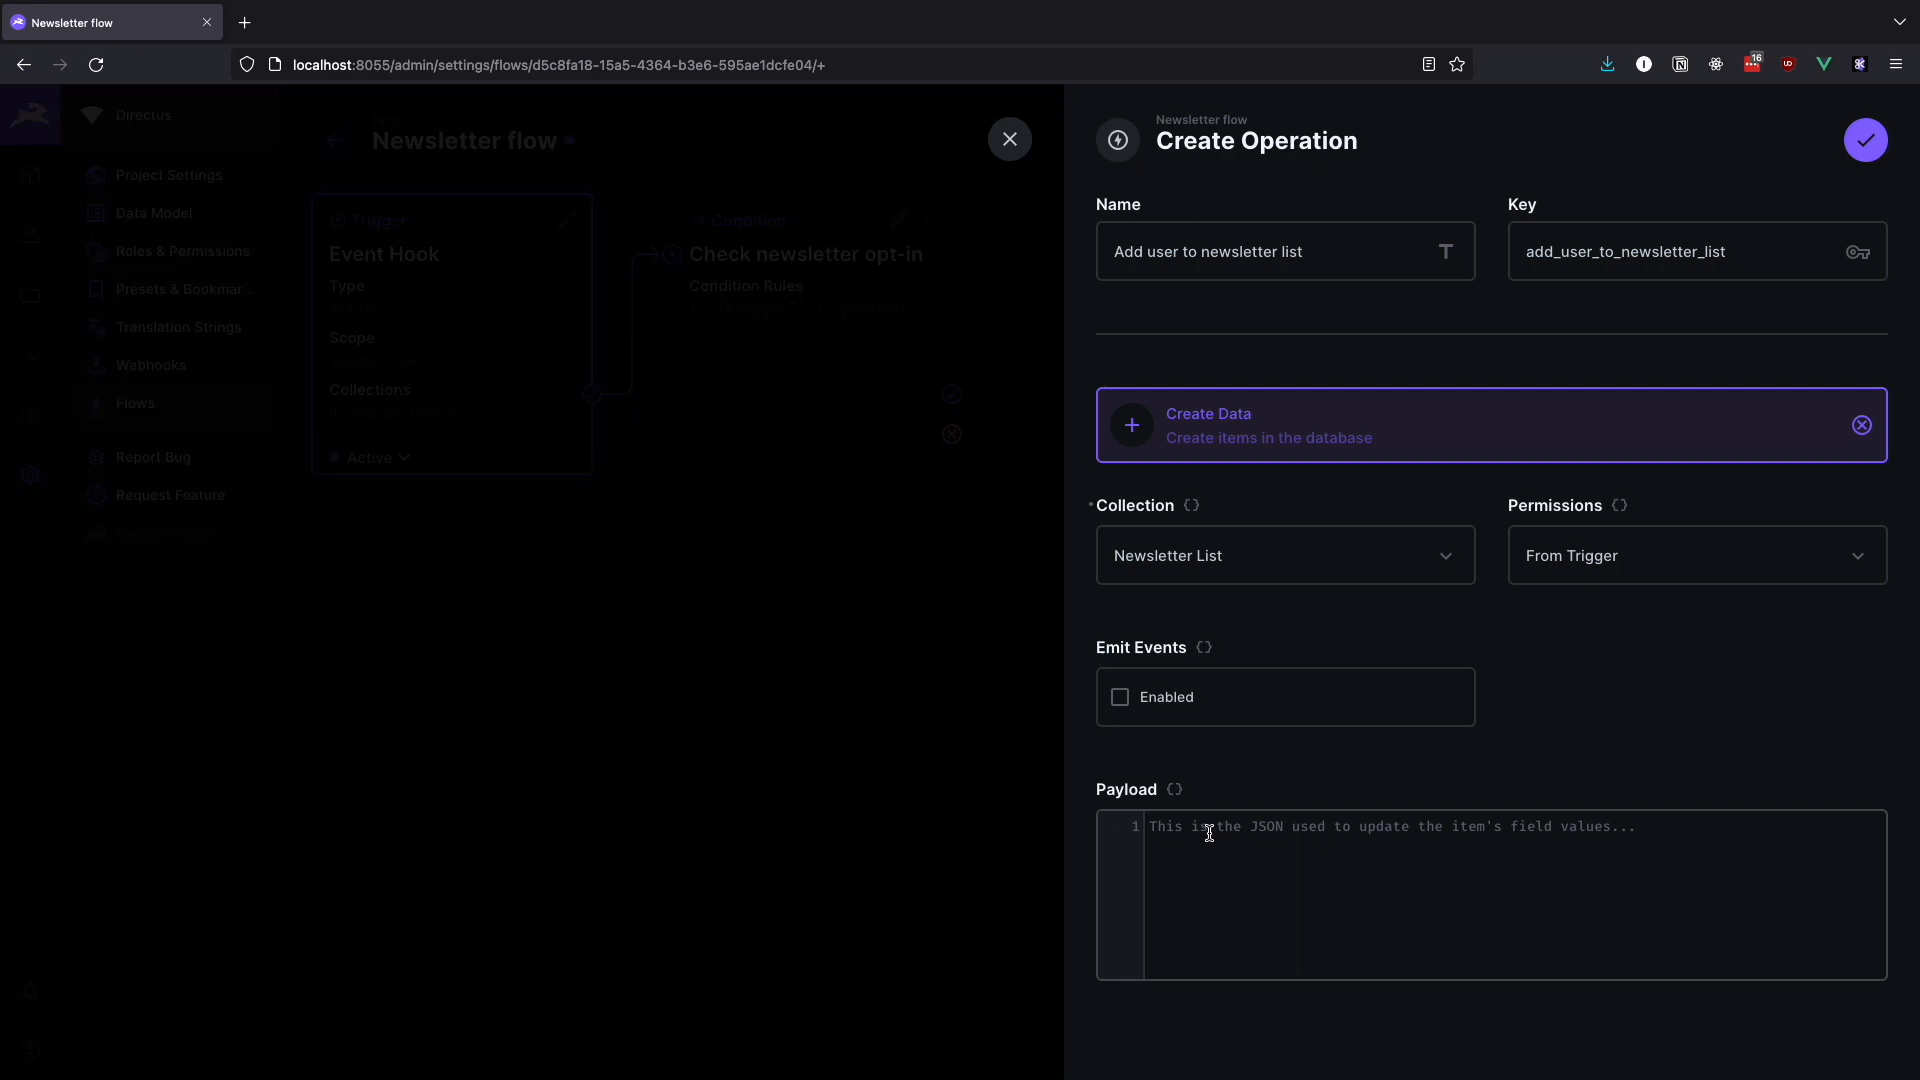 Newsletter flow
localhost:8055/admin/settings/flows/d5c8fa18-15a5-4364-b3e6-595ae1dcfe04/+
16
Directus
Project Settings
Data Model
Roles & Permissions
Presets & Bookmar...
Translation Strings
Webhooks
Flows
Report Bug
Request Feature
Newsletter flow
Trigger
Event Hook
Type
Scope
Collections
Active
Condition
Check newsletter opt-in
Condition Rules
Newsletter flow
Create Operation
Name
Key
Add user to newsletter list
add_user_to_newsletter_list
Create Data
Create items in the database
Collection
Permissions
Newsletter List
From Trigger
Emit Events
Enabled
Payload
1 This is the JSON used to update the item's field values...